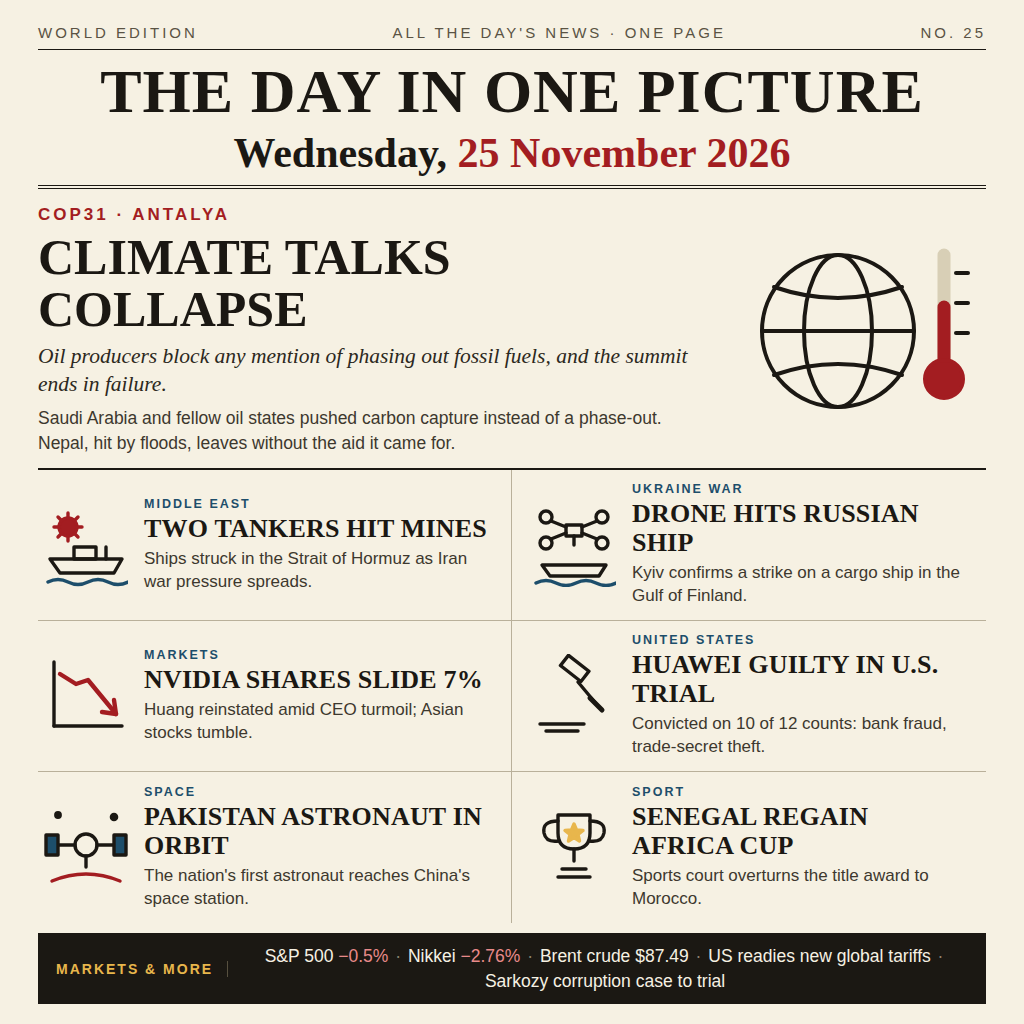 WORLD EDITION
ALL THE DAY'S NEWS · ONE PAGE
NO. 25
THE DAY IN ONE PICTURE
Wednesday, 25 November 2026
COP31 · ANTALYA
CLIMATE TALKS
COLLAPSE
Oil producers block any mention of phasing out fossil fuels, and the summit
ends in failure.
Saudi Arabia and fellow oil states pushed carbon capture instead of a phase-out.
Nepal, hit by floods, leaves without the aid it came for.
MIDDLE EAST
TWO TANKERS HIT MINES
Ships struck in the Strait of Hormuz as Iran
war pressure spreads.
UKRAINE WAR
DRONE HITS RUSSIAN
SHIP
Kyiv confirms a strike on a cargo ship in the
Gulf of Finland.
MARKETS
NVIDIA SHARES SLIDE 7%
Huang reinstated amid CEO turmoil; Asian
stocks tumble.
UNITED STATES
HUAWEI GUILTY IN U.S.
TRIAL
Convicted on 10 of 12 counts: bank fraud,
trade-secret theft.
SPACE
PAKISTAN ASTRONAUT IN
ORBIT
The nation's first astronaut reaches China's
space station.
SPORT
SENEGAL REGAIN
AFRICA CUP
Sports court overturns the title award to
Morocco.
MARKETS & MORE
S&P 500 −0.5% · Nikkei −2.76% · Brent crude $87.49 · US readies new global tariffs ·
Sarkozy corruption case to trial